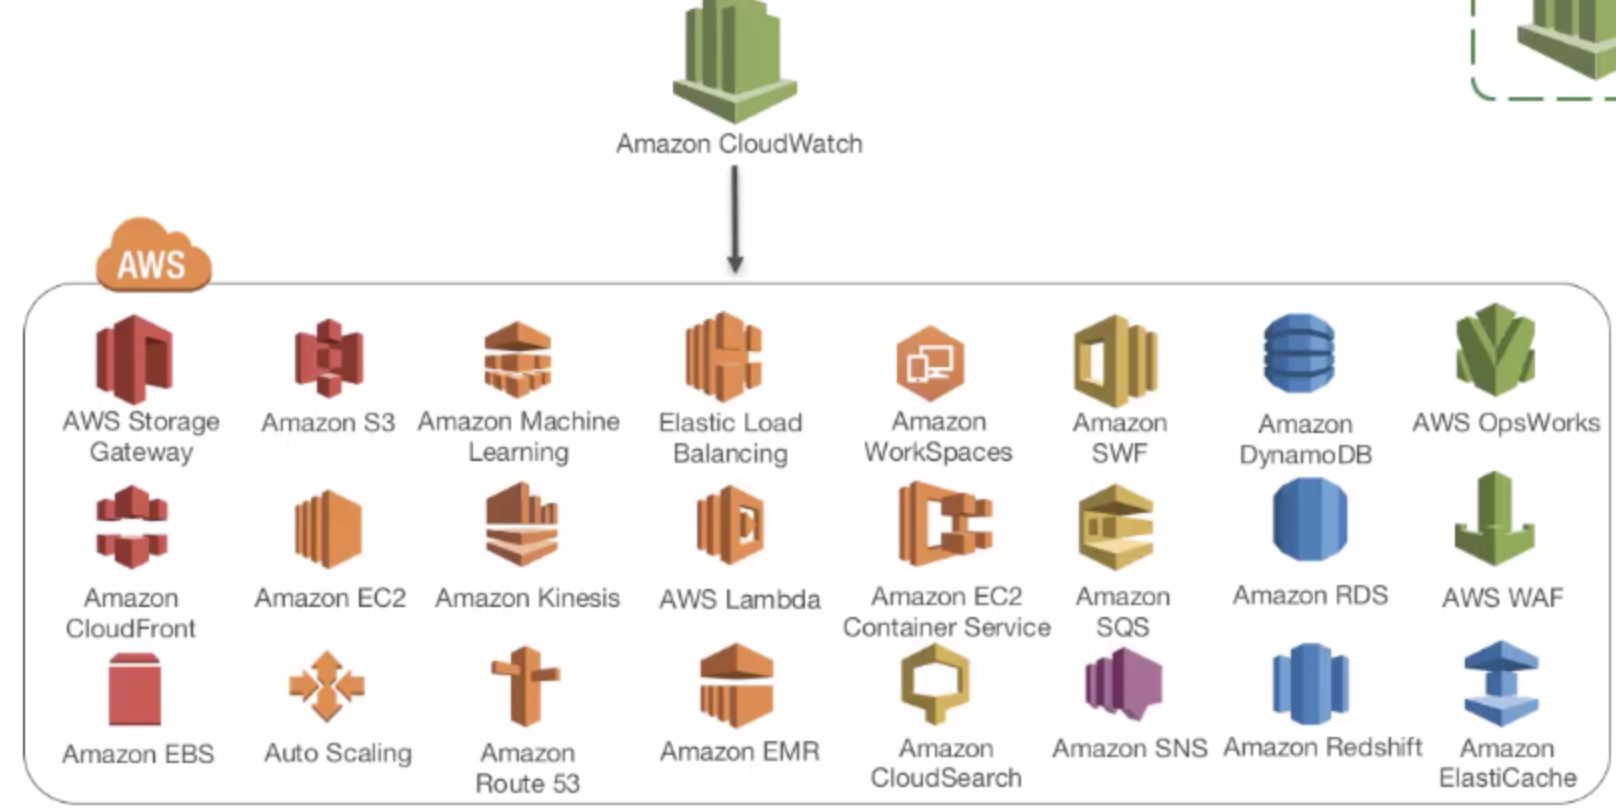 Amazon CloudWatch
AWS
AWS Storage
Gateway
Amazon S3
Amazon Machine
Learning
Elastic Load
Balancing
Amazon
WorkSpaces
Amazon
SWF
Amazon
DynamoDB
AWS OpsWorks
Amazon
CloudFront
Amazon EC2
Amazon Kinesis
AWS Lambda
Amazon EC2
Container Service
Amazon
SQS
Amazon RDS
AWS WAF
Amazon EBS
Auto Scaling
Amazon
Route 53
Amazon EMR
Amazon
CloudSearch
Amazon SNS
Amazon Redshift
Amazon
ElastiCache